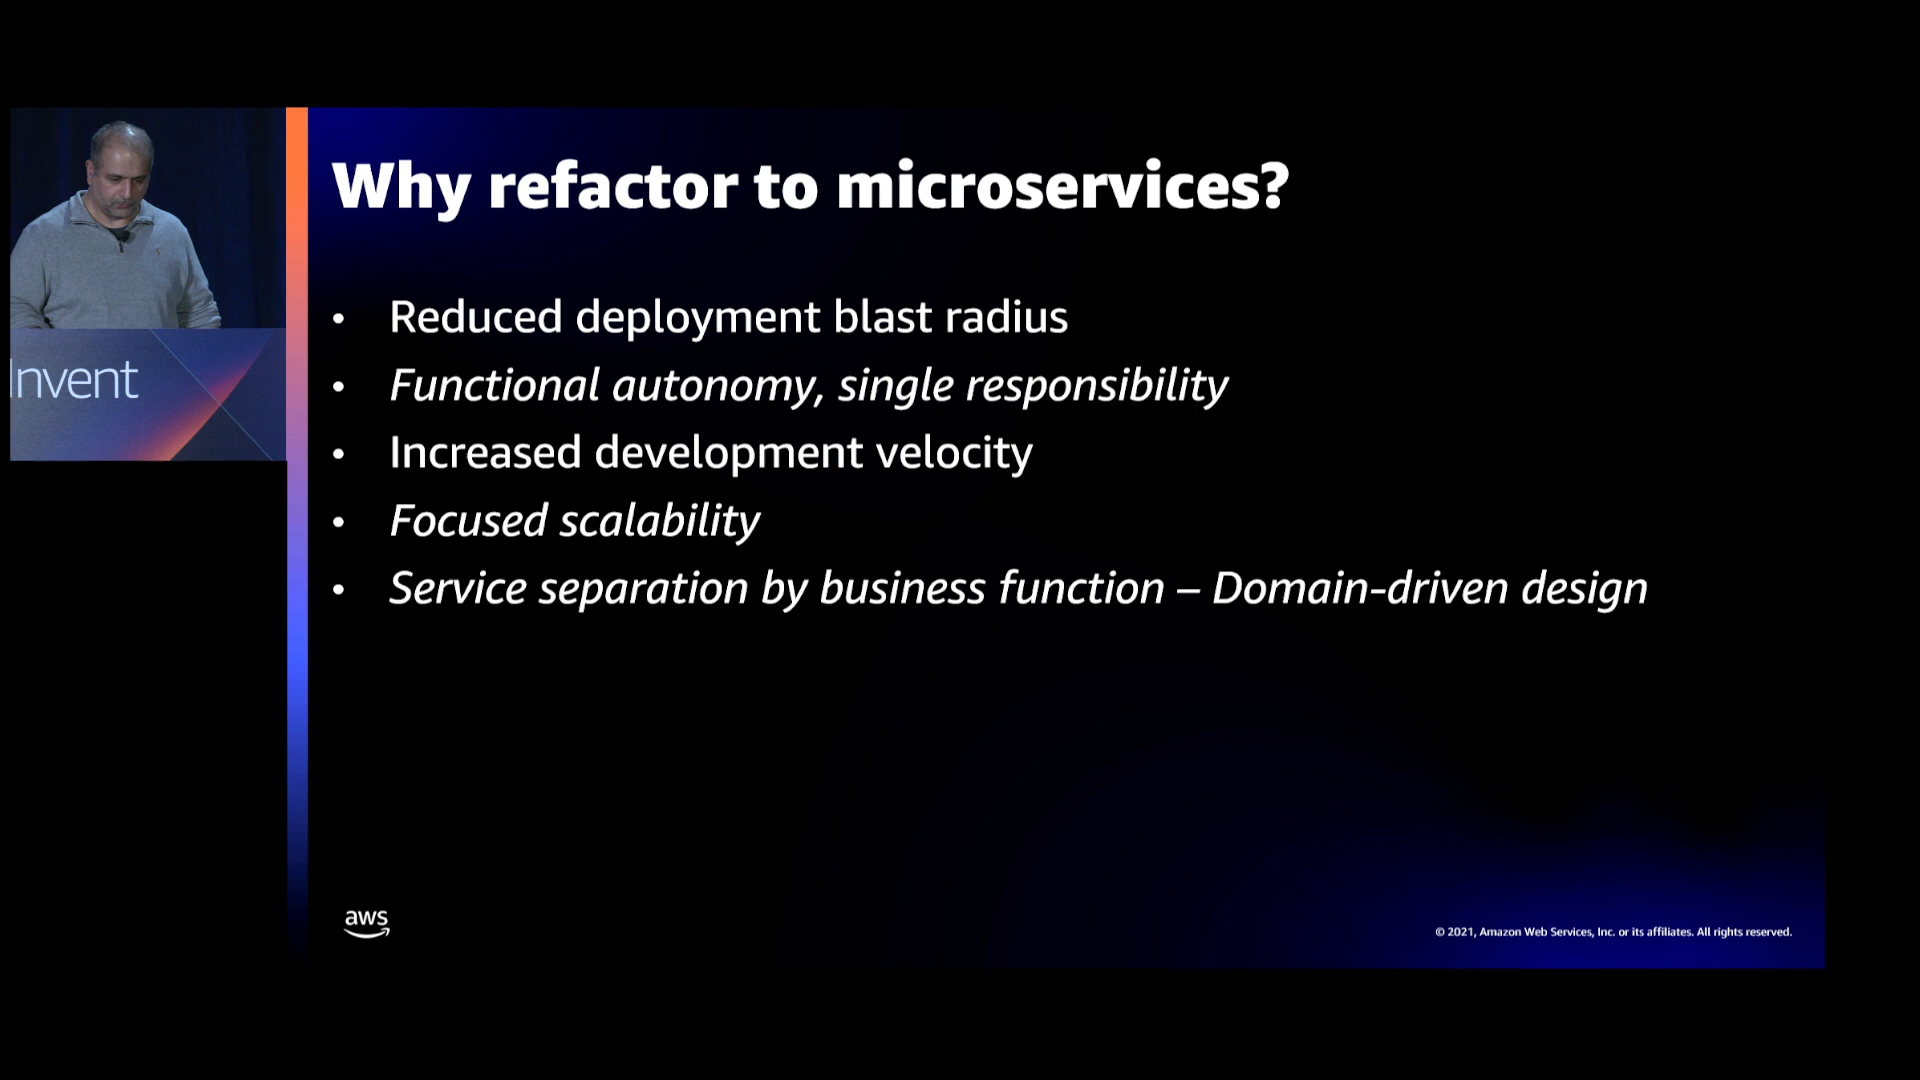 Invent
Why refactor to microservices?
• Reduced deployment blast radius
• Functional autonomy, single responsibility
• Increased development velocity
• Focused scalability
• Service separation by business function – Domain-driven design
aws
© 2021, Amazon Web Services, Inc. or its affiliates. All rights reserved.